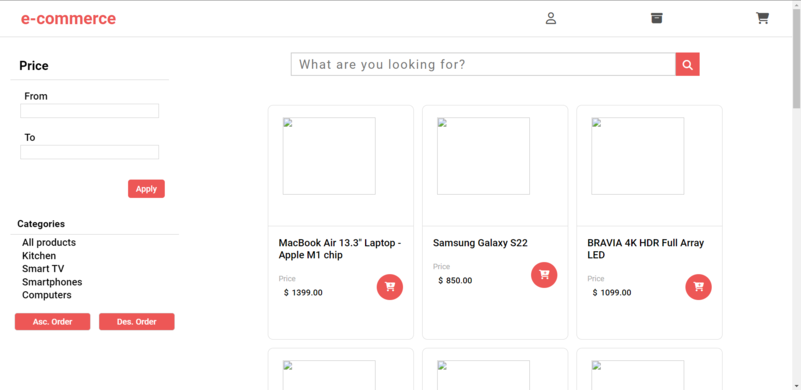 e-commerce
Price
From
To
Apply
Categories
All products
Kitchen
Smart TV
Smartphones
Computers
Asc. Order
Des. Order
What are you looking for?
MacBook Air 13.3" Laptop -
Apple M1 chip
Price
$ 1399.00
Samsung Galaxy S22
Price
$ 850.00
BRAVIA 4K HDR Full Array
LED
Price
$ 1099.00